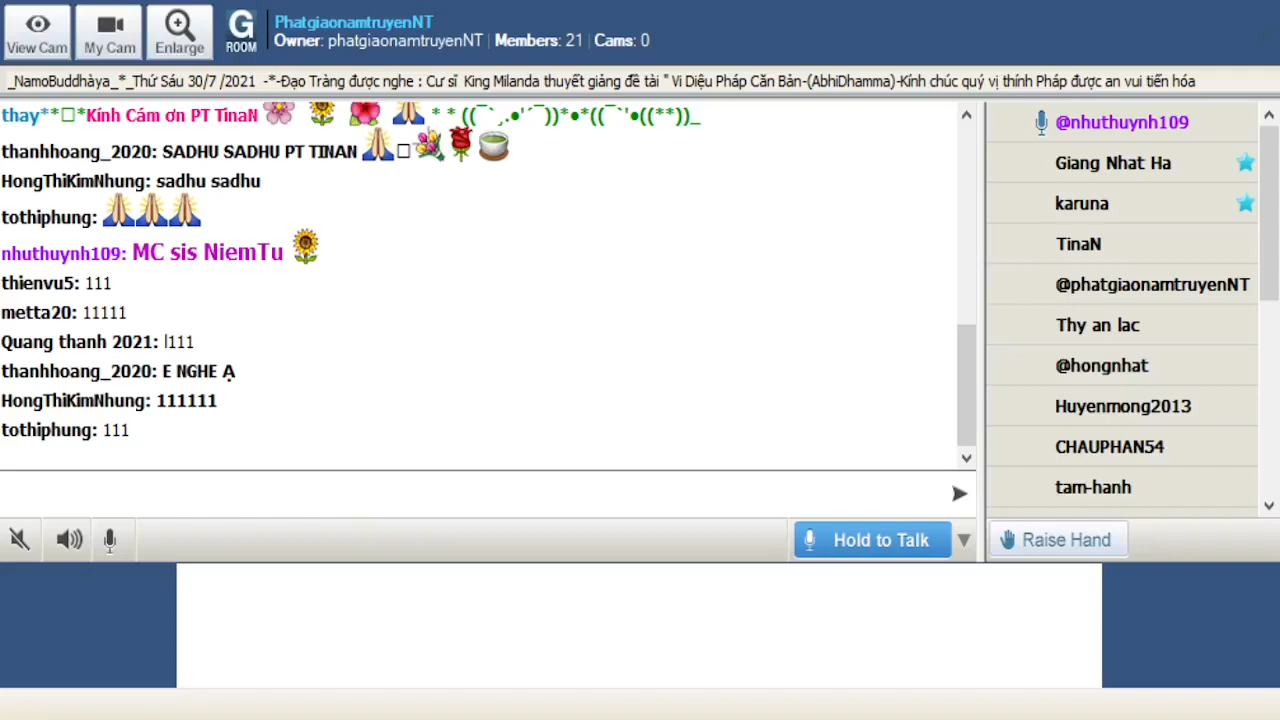 PhatgiaonamtruyenNT
View Cam
My Cam
Enlarge
G ROOM
Owner: phatgiaonamtruyenNT | Members: 21 | Cams: 0
_NamoBuddhàya_*_Thứ Sáu 30/7 /2021 -*-Đạo Tràng được nghe : Cư sĩ King Milanda thuyết giảng đề tài " Vi Diệu Pháp Căn Bản-(AbhiDhamma)-Kính chúc quý vị thính Pháp được an vui tiến hóa
thay**□*Kính Cám ơn PT TinaN 🌸 🌻 🌺 🙏 * * ((¯`¸.•'´¯))*•*((¯`'•((**))_
thanhhoang_2020: SADHU SADHU PT TINAN 🙏□💐🌹🍵
HongThiKimNhung: sadhu sadhu
tothiphung: 🙏🙏🙏
nhuthuynh109: MC sis NiemTu 🌻
thienvu5: 111
metta20: 11111
Quang thanh 2021: l111
thanhhoang_2020: E NGHE Ạ
HongThiKimNhung: 111111
tothiphung: 111
@nhuthuynh109
Giang Nhat Ha
karuna
TinaN
@phatgiaonamtruyenNT
Thy an lac
@hongnhat
Huyenmong2013
CHAUPHAN54
tam-hanh
Hold to Talk
Raise Hand